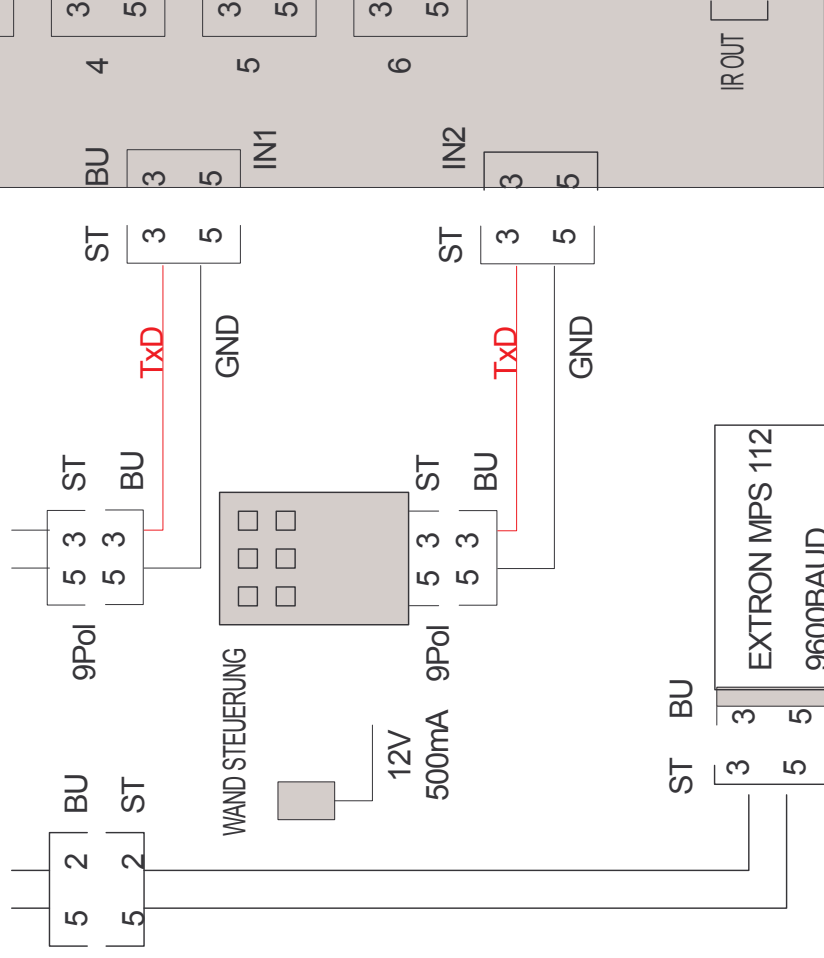 3 5
3 5
3 5
4
5
6
IR OUT
BU
3 5
IN1
IN2
3 5
ST
3 5
ST
3 5
TxD
GND
TxD
GND
ST
BU
5 3
5 3
9Pol
ST
BU
5 3
5 3
9Pol
WAND STEUERUNG
12V
500mA
EXTRON MPS 112
9600BAUD
BU
3 5
ST
3 5
BU
ST
5 2
5 2